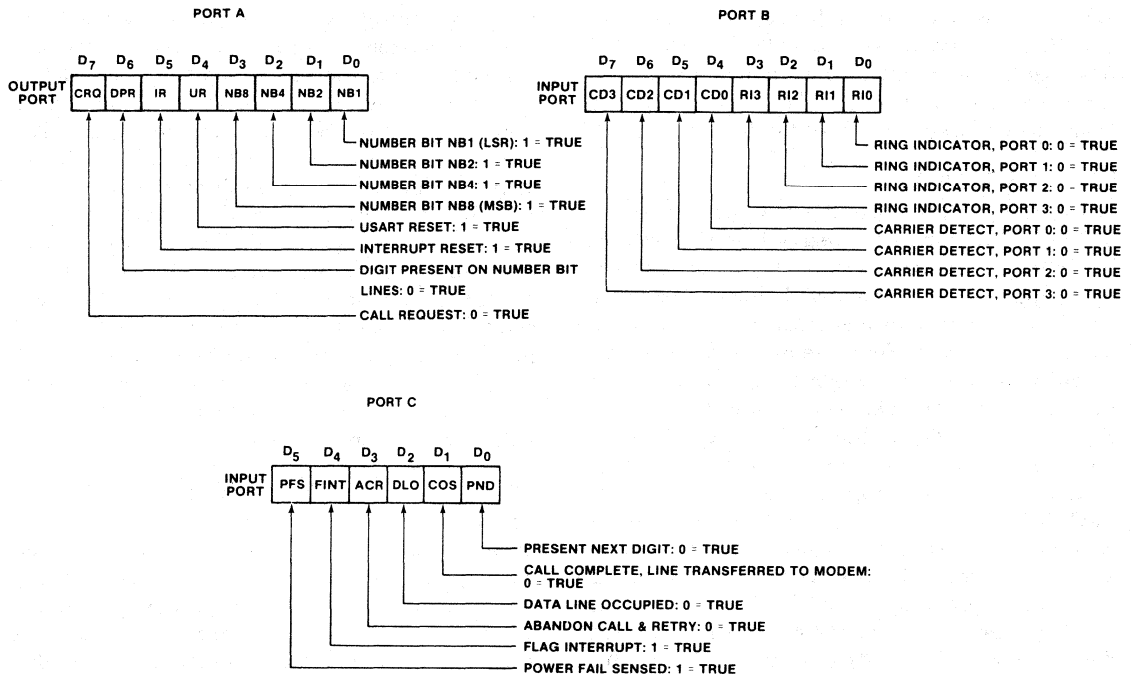 PORT A
D7 D6 D5 D4 D3 D2 D1 D0
OUTPUT PORT
CRQ DPR IR UR NB8 NB4 NB2 NB1
NUMBER BIT NB1 (LSR): 1 = TRUE
NUMBER BIT NB2: 1 = TRUE
NUMBER BIT NB4: 1 = TRUE
NUMBER BIT NB8 (MSB): 1 = TRUE
USART RESET: 1 = TRUE
INTERRUPT RESET: 1 = TRUE
DIGIT PRESENT ON NUMBER BIT
LINES: 0 = TRUE
CALL REQUEST: 0 = TRUE
PORT B
D7 D6 D5 D4 D3 D2 D1 D0
INPUT PORT
CD3 CD2 CD1 CD0 RI3 RI2 RI1 RI0
RING INDICATOR, PORT 0: 0 = TRUE
RING INDICATOR, PORT 1: 0 = TRUE
RING INDICATOR, PORT 2: 0 - TRUE
RING INDICATOR, PORT 3: 0 = TRUE
CARRIER DETECT, PORT 0: 0 = TRUE
CARRIER DETECT, PORT 1: 0 = TRUE
CARRIER DETECT, PORT 2: 0 = TRUE
CARRIER DETECT, PORT 3: 0 = TRUE
PORT C
D5 D4 D3 D2 D1 D0
INPUT PORT
PFS FINT ACR DLO COS PND
PRESENT NEXT DIGIT: 0 = TRUE
CALL COMPLETE, LINE TRANSFERRED TO MODEM:
0 = TRUE
DATA LINE OCCUPIED: 0 = TRUE
ABANDON CALL & RETRY: 0 = TRUE
FLAG INTERRUPT: 1 = TRUE
POWER FAIL SENSED: 1 = TRUE